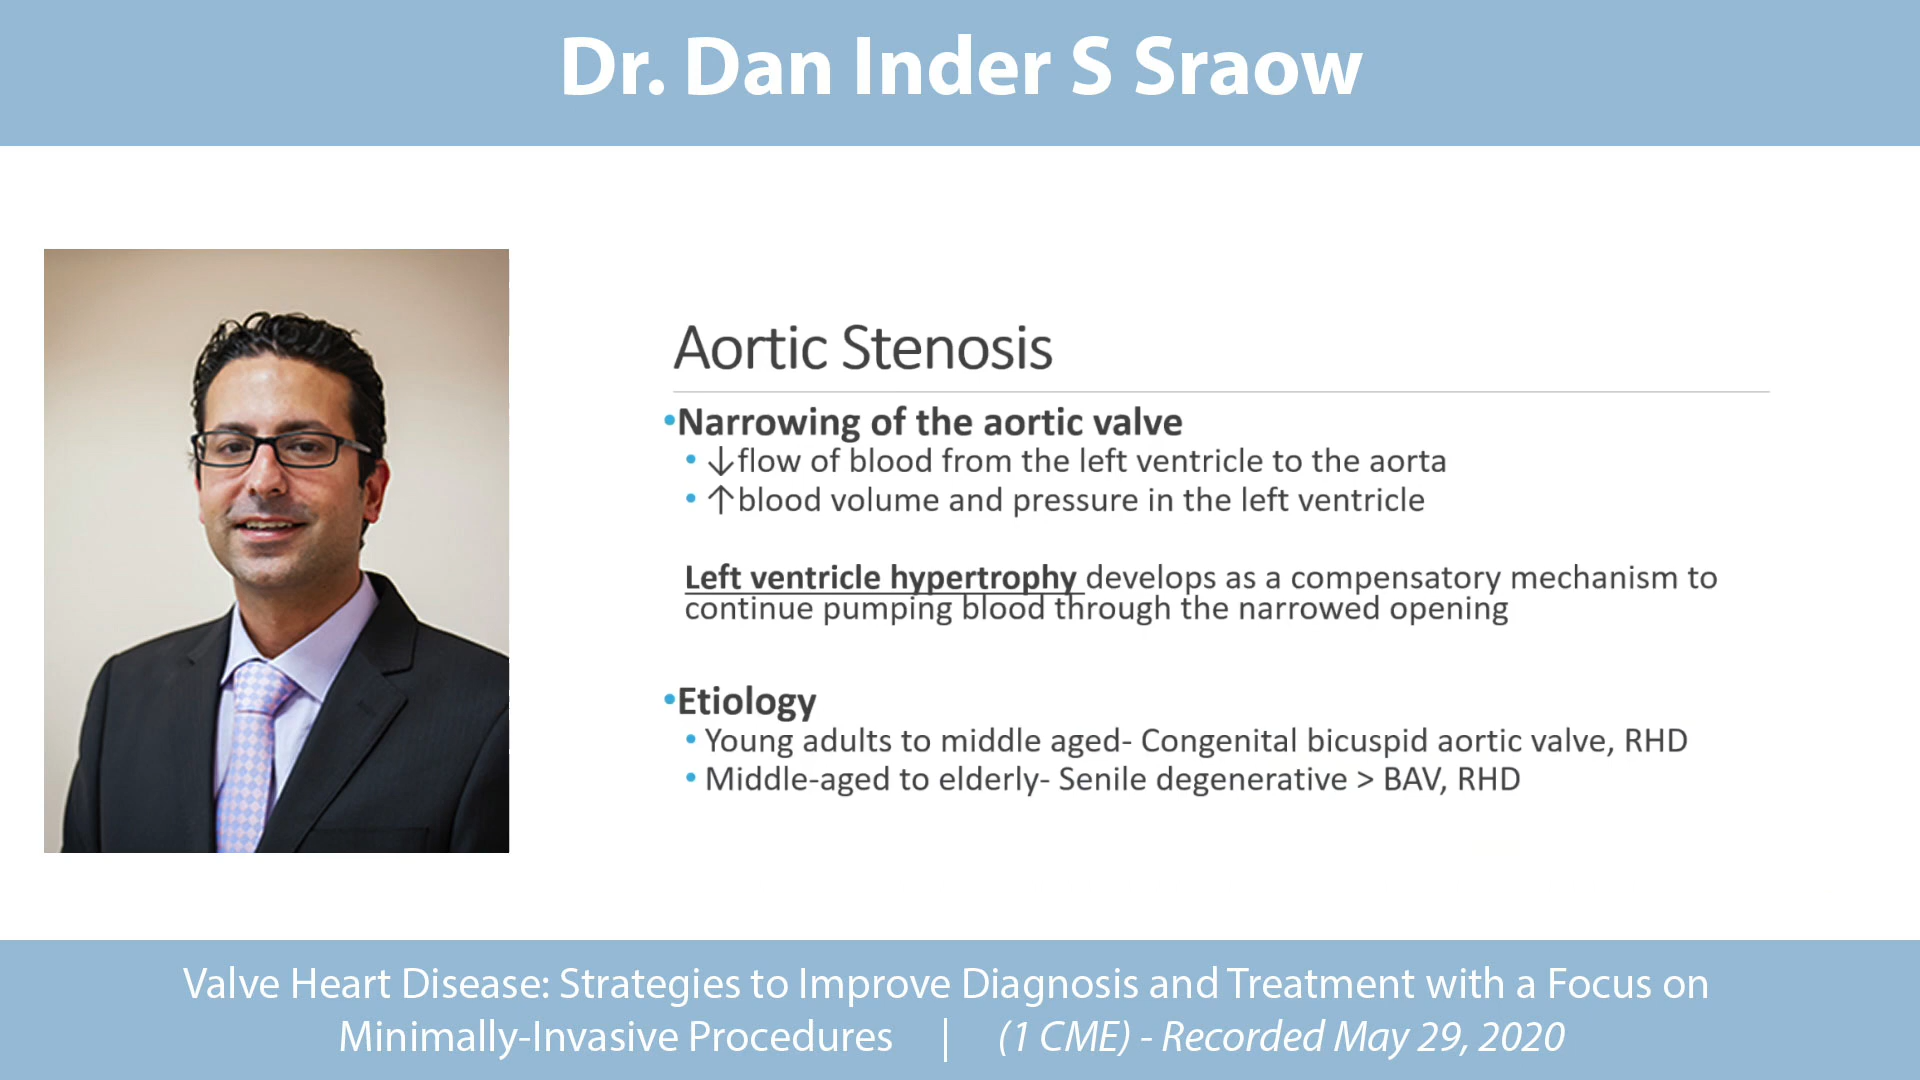 Dr. Dan Inder S Sraow
Aortic Stenosis
•Narrowing of the aortic valve
• ↓flow of blood from the left ventricle to the aorta
• ↑blood volume and pressure in the left ventricle
Left ventricle hypertrophy develops as a compensatory mechanism to
continue pumping blood through the narrowed opening
•Etiology
• Young adults to middle aged- Congenital bicuspid aortic valve, RHD
• Middle-aged to elderly- Senile degenerative > BAV, RHD
Valve Heart Disease: Strategies to Improve Diagnosis and Treatment with a Focus on
Minimally-Invasive Procedures | (1 CME) - Recorded May 29, 2020